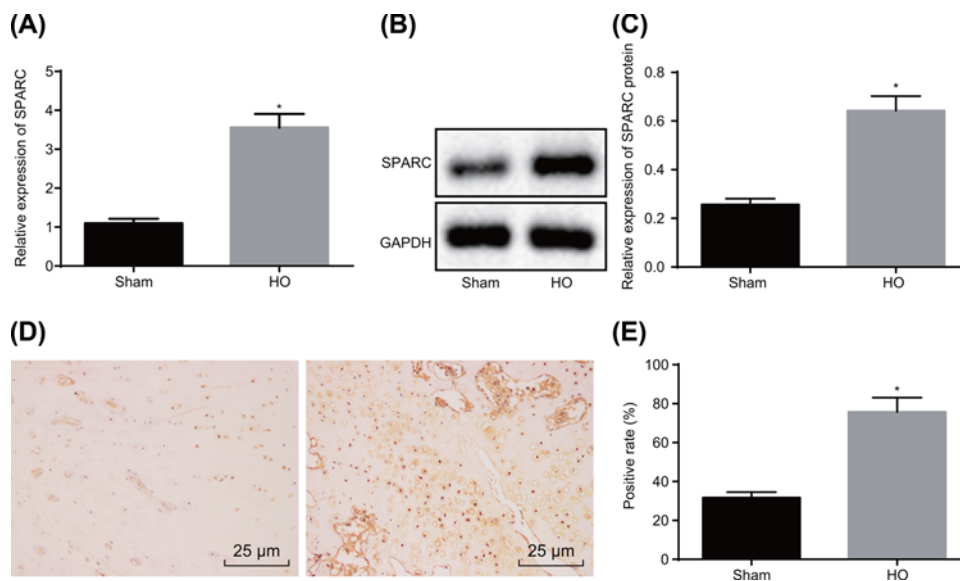 (A)
Relative expression of SPARC
5
4
3
2
1
0
Sham HO
*
(B)
SPARC
GAPDH
Sham HO
(C)
Relative expression of SPARC protein
0.8
0.6
0.4
0.2
0.0
Sham HO
*
(D)
25 µm
25 µm
(E)
Positive rate (%)
100
80
60
40
20
0
Sham HO
*